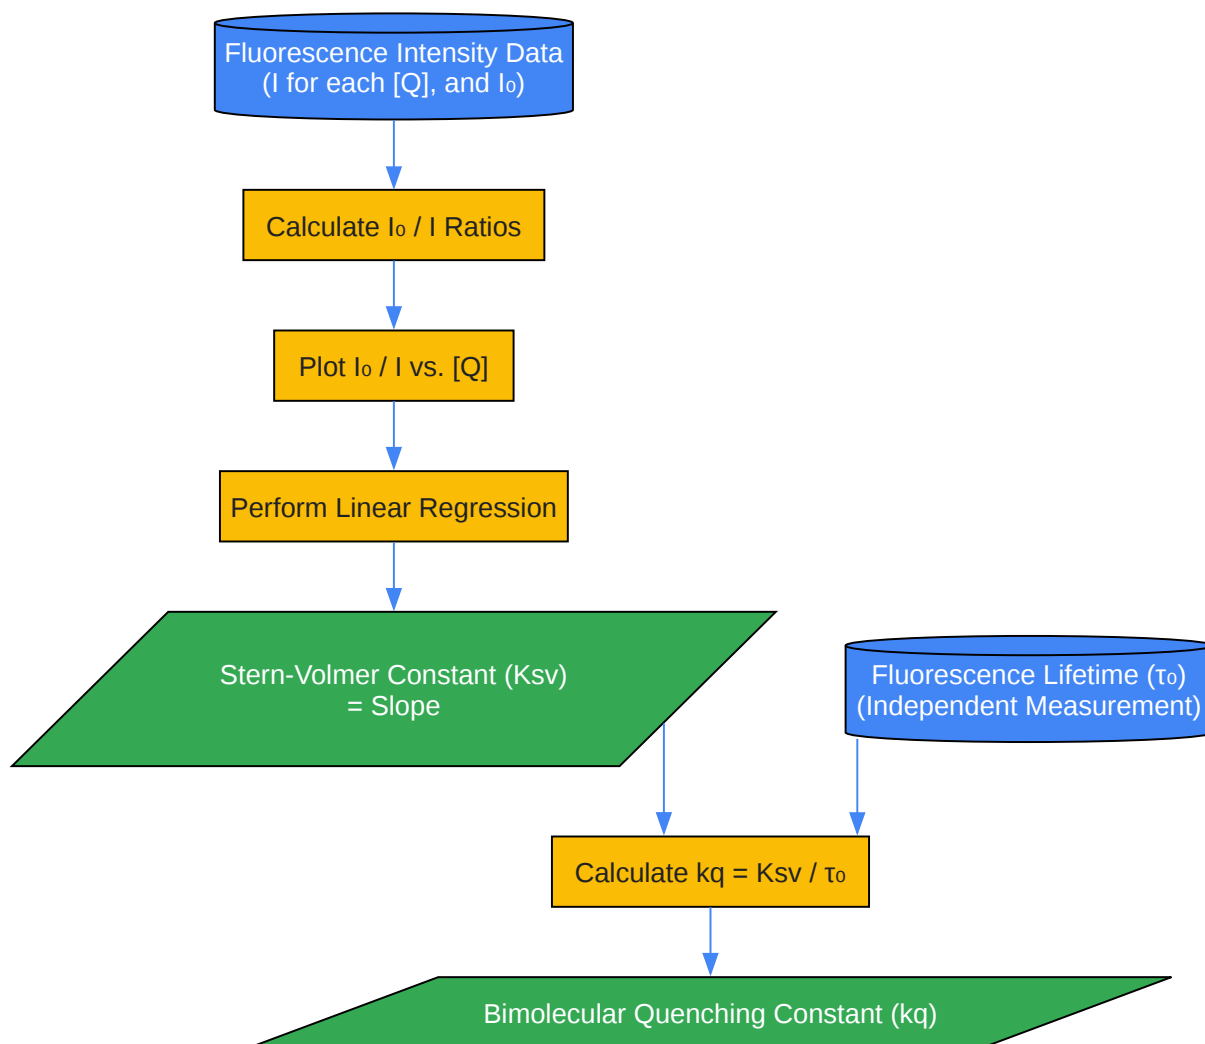 Fluorescence Intensity Data
(I for each [Q], and I₀)
Calculate I₀ / I Ratios
Plot I₀ / I vs. [Q]
Perform Linear Regression
Stern-Volmer Constant (Ksv)
= Slope
Fluorescence Lifetime (τ₀)
(Independent Measurement)
Calculate kq = Ksv / τ₀
Bimolecular Quenching Constant (kq)